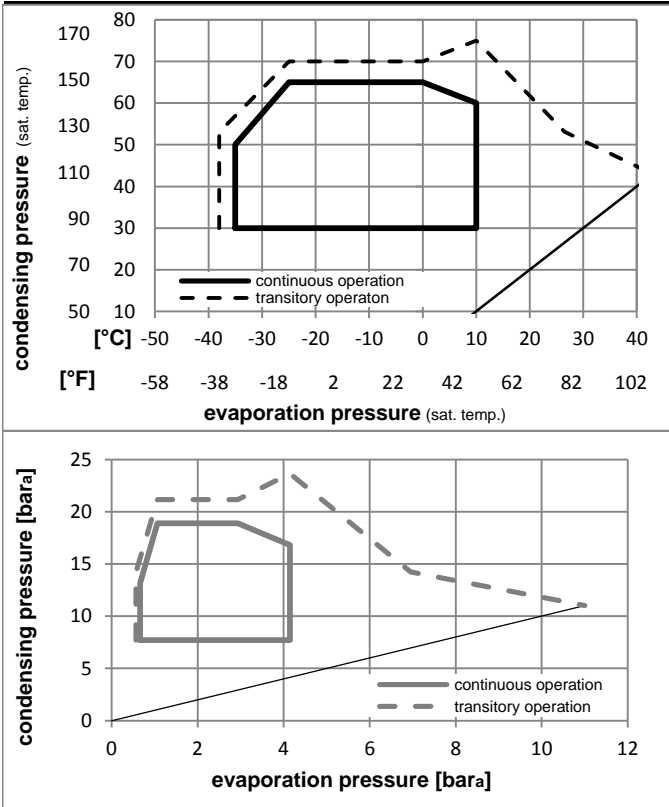 condensing pressure (sat. temp.)
170 80
150 70
60
130
50
110
40
90
30
70
20
50 10
continuous operation
transitory operaton
[°C] -50 -40 -30 -20 -10 0 10 20 30 40
[°F] -58 -38 -18 2 22 42 62 82 102
evaporation pressure (sat. temp.)
condensing pressure [bara]
25
20
15
10
5
0
continuous operation
transitory operation
0 2 4 6 8 10 12
evaporation pressure [bara]